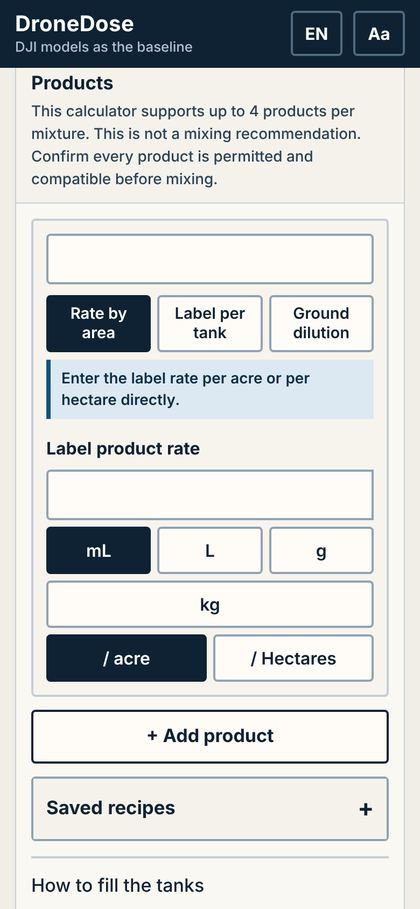 DroneDose
DJI models as the baseline
EN
Aa
Products
This calculator supports up to 4 products per
mixture. This is not a mixing recommendation.
Confirm every product is permitted and
compatible before mixing.
Rate by
area
Label per
tank
Ground
dilution
Enter the label rate per acre or per
hectare directly.
Label product rate
mL
L
g
kg
/ acre
/ Hectares
+ Add product
Saved recipes
+
How to fill the tanks